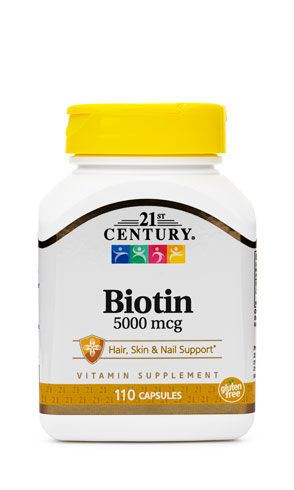 21ST
CENTURY®
Biotin
5000 mcg
Hair, Skin & Nail Support*
VITAMIN SUPPLEMENT
110 CAPSULES
gluten
free